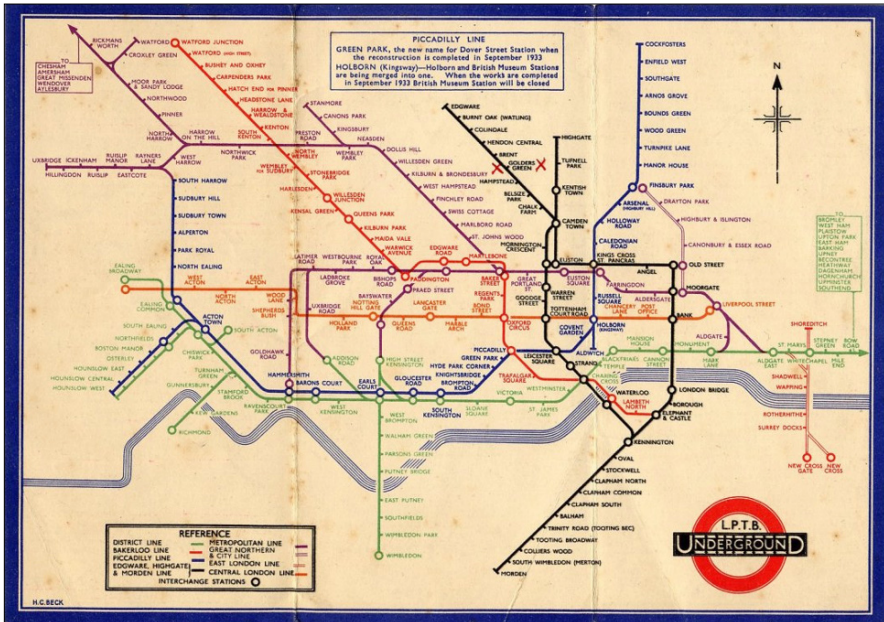 PICCADILLY LINE
GREEN PARK, the new name for Dover Street Station when
the reconstruction is completed in September 1933
HOLBORN (Kingsway)—Holborn and British Museum Stations
are being merged into one. When the works are completed
in September 1933 British Museum Station will be closed
RICKMANS
WORTH
WATFORD
CROXLEY GREEN
CHESHAM
AMERSHAM
GREAT MISSENDEN
WENDOVER
AYLESBURY
MOOR PARK
& SANDY LODGE
NORTHWOOD
PINNER
NORTH
HARROW
HARROW
ON THE HILL
WATFORD JUNCTION
WATFORD (HIGH STREET)
BUSHEY AND OXHEY
CARPENDERS PARK
HATCH END FOR PINNER
HEADSTONE LANE
HARROW &
WEALDSTONE
KENTON
SOUTH
KENTON
NORTHWICK
PARK
PRESTON
ROAD
NORTH
WEMBLEY
WEMBLEY
FOR SUDBURY
STONEBRIDGE
PARK
HARLESDEN
WILLESDEN
JUNCTION
KENSAL GREEN
QUEENS PARK
KILBURN PARK
MAIDA VALE
WARWICK
AVENUE
STANMORE
CANONS PARK
KINGSBURY
NEASDEN
WEMBLEY
PARK
DOLLIS HILL
WILLESDEN GREEN
KILBURN & BRONDESBURY
WEST HAMPSTEAD
FINCHLEY ROAD
SWISS COTTAGE
MARLBORO ROAD
ST. JOHNS WOOD
EDGWARE
BURNT OAK (WATLING)
COLINDALE
HENDON CENTRAL
BRENT
GOLDERS
GREEN
HAMPSTEAD
BELSIZE
PARK
CHALK
FARM
HIGHGATE
TUFNELL
PARK
KENTISH
TOWN
CAMDEN
TOWN
MORNINGTON
CRESCENT
COCKFOSTERS
ENFIELD WEST
SOUTHGATE
ARNOS GROVE
BOUNDS GREEN
WOOD GREEN
TURNPIKE LANE
MANOR HOUSE
FINSBURY PARK
ARSENAL
(HIGHBURY HILL)
HOLLOWAY
ROAD
CALEDONIAN
ROAD
DRAYTON PARK
HIGHBURY & ISLINGTON
CANONBURY & ESSEX ROAD
OLD STREET
N
UXBRIDGE
ICKENHAM
RUISLIP
MANOR
RAYNERS
LANE
WEST
HARROW
HILLINGDON
RUISLIP
EASTCOTE
SOUTH HARROW
SUDBURY HILL
SUDBURY TOWN
ALPERTON
PARK ROYAL
NORTH EALING
EALING
BROADWAY
WEST
ACTON
EAST
ACTON
NORTH
ACTON
WOOD
LANE
SHEPHERDS
BUSH
LATIMER
ROAD
WESTBOURNE
PARK
ROYAL
OAK
LADBROKE
GROVE
BISHOPS
ROAD
PADDINGTON
PRAED STREET
EDGWARE
ROAD
MARYLEBONE
BAKER
STREET
GREAT
PORTLAND
ST.
EUSTON
EUSTON
SQUARE
KINGS CROSS
ST. PANCRAS
ANGEL
FARRINGDON
ALDERSGATE
MOORGATE
LIVERPOOL STREET
UXBRIDGE
ROAD
BAYSWATER
NOTTING
HILL GATE
LANCASTER
GATE
HOLLAND
PARK
QUEENS
ROAD
MARBLE
ARCH
REGENTS
PARK
BOND
STREET
OXFORD
CIRCUS
GOODGE
STREET
WARREN
STREET
TOTTENHAM
COURT ROAD
RUSSELL
SQUARE
CHANCERY
LANE
POST
OFFICE
BANK
COVENT
GARDEN
HOLBORN
(KINGSWAY)
ALDWICH
LEICESTER
SQUARE
STRAND
PICCADILLY
GREEN PARK
HYDE PARK CORNER
KNIGHTSBRIDGE
BROMPTON
ROAD
TRAFALGAR
SQUARE
EALING
COMMON
ACTON
TOWN
SOUTH EALING
NORTHFIELDS
BOSTON MANOR
OSTERLEY
HOUNSLOW EAST
HOUNSLOW CENTRAL
HOUNSLOW WEST
SOUTH ACTON
CHISWICK
PARK
TURNHAM
GREEN
GUNNERSBURY
KEW GARDENS
RICHMOND
STAMFORD
BROOK
RAVENSCOURT
PARK
GOLDHAWK
ROAD
HAMMERSMITH
BARONS COURT
WEST
KENSINGTON
ADDISON
ROAD
HIGH STREET
KENSINGTON
EARLS
COURT
GLOUCESTER
ROAD
SOUTH
KENSINGTON
SLOANE
SQUARE
VICTORIA
ST. JAMES
PARK
WESTMINSTER
CHARING
CROSS
TEMPLE
BLACKFRIARS
MANSION
HOUSE
CANNON
STREET
MONUMENT
MARK
LANE
ALDGATE
ALDGATE
EAST
ST MARYS
WHITECHAPEL
SHOREDITCH
STEPNEY
GREEN
MILE
END
BOW
ROAD
BROMLEY
WEST HAM
PLAISTOW
UPTON PARK
EAST HAM
BARKING
UPNEY
BECONTREE
HEATHWAY
DAGENHAM
HORNCHURCH
UPMINSTER
SOUTHEND
SHADWELL
WAPPING
ROTHERHITHE
SURREY DOCKS
NEW CROSS
GATE
NEW
CROSS
WEST
BROMPTON
WALHAM GREEN
PARSONS GREEN
PUTNEY BRIDGE
EAST PUTNEY
SOUTHFIELDS
WIMBLEDON PARK
WIMBLEDON
WATERLOO
LAMBETH
NORTH
LONDON BRIDGE
BOROUGH
ELEPHANT
& CASTLE
KENNINGTON
OVAL
STOCKWELL
CLAPHAM NORTH
CLAPHAM COMMON
CLAPHAM SOUTH
BALHAM
TRINITY ROAD (TOOTING BEC)
TOOTING BROADWAY
COLLIERS WOOD
SOUTH WIMBLEDON (MERTON)
MORDEN
REFERENCE
DISTRICT LINE
BAKERLOO LINE
PICCADILLY LINE
EDGWARE, HIGHGATE
& MORDEN LINE
METROPOLITAN LINE
GREAT NORTHERN
& CITY LINE
EAST LONDON LINE
CENTRAL LONDON LINE
INTERCHANGE STATIONS
L.P.T.B.
UNDERGROUND
H.C. BECK